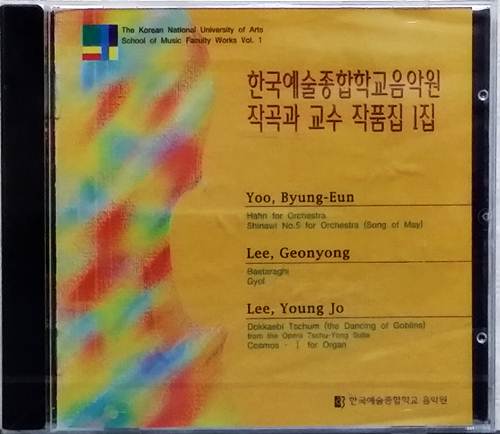 The Korean National University of Arts
School of Music Faculty Works Vol. 1
한국예술종합학교음악원
작곡과 교수 작품집 1집
Yoo, Byung-Eun
Hahn for Orchestra
Shinawi No.5 for Orchestra (Song of May)
Lee, Geonyong
Baetaraghi
Gyol
Lee, Young Jo
Dokkaebi Tschum (the Dancing of Goblins)
from the Opera Tschu-Yong Suite
Cosmos - I for Organ
한국예술종합학교 음악원